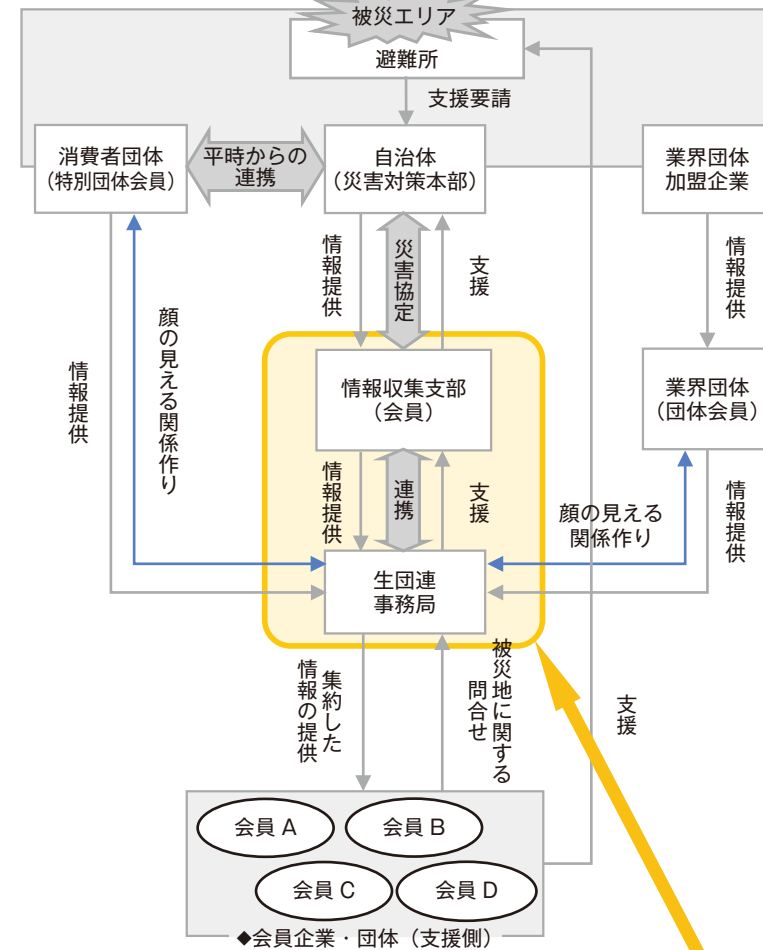 被災エリア
避難所
支援要請
消費者団体
（特別団体会員）
平時からの
連携
自治体
（災害対策本部）
業界団体
加盟企業
情報提供
災害協定
支援
情報提供
情報提供
顔の見える関係作り
情報収集支部
（会員）
業界団体
（団体会員）
情報提供
連携
支援
顔の見える
関係作り
情報提供
生団連
事務局
集約した
情報の提供
被災地に関する
問合せ
支援
会員 A
会員 B
会員 C
会員 D
◆会員企業・団体（支援側）